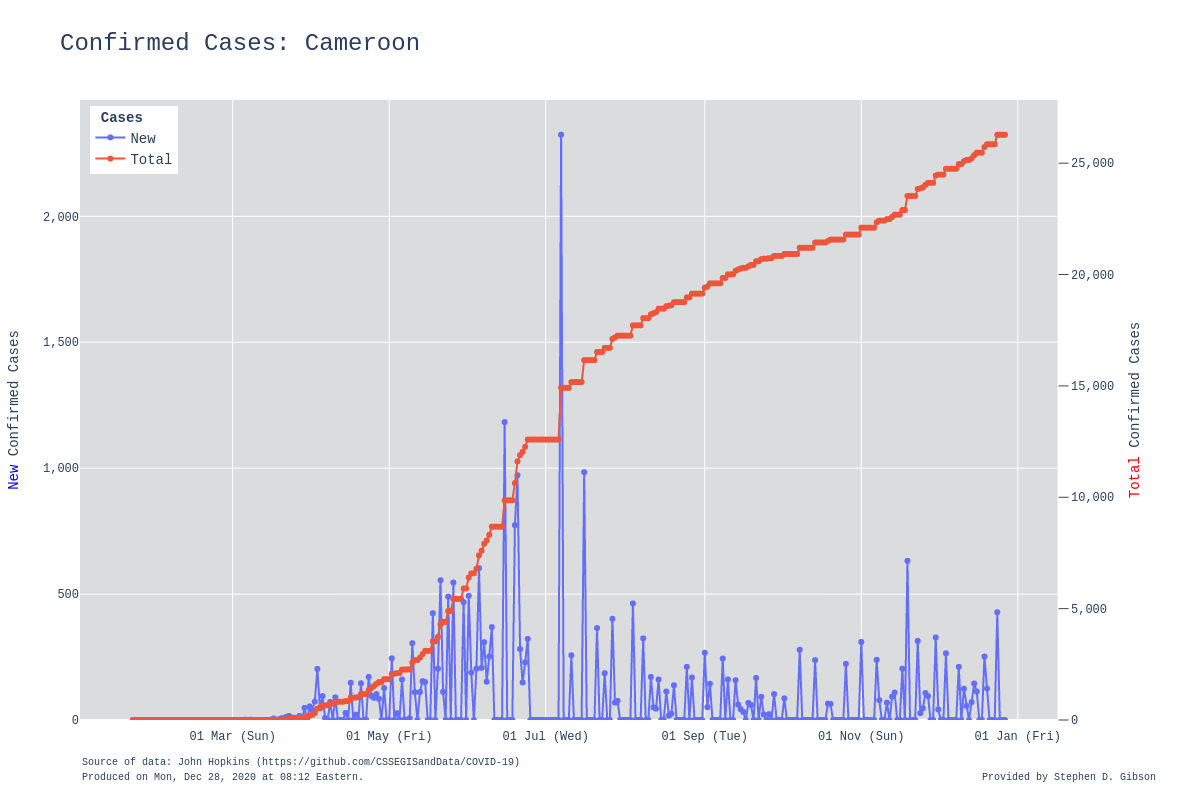 Confirmed Cases: Cameroon
Cases
New
Total
2,000
1,500
1,000
500
0
New Confirmed Cases
25,000
20,000
15,000
10,000
5,000
0
Total Confirmed Cases
01 Mar (Sun)
01 May (Fri)
01 Jul (Wed)
01 Sep (Tue)
01 Nov (Sun)
01 Jan (Fri)
Source of data: John Hopkins (https://github.com/CSSEGISandData/COVID-19)
Produced on Mon, Dec 28, 2020 at 08:12 Eastern.
Provided by Stephen D. Gibson